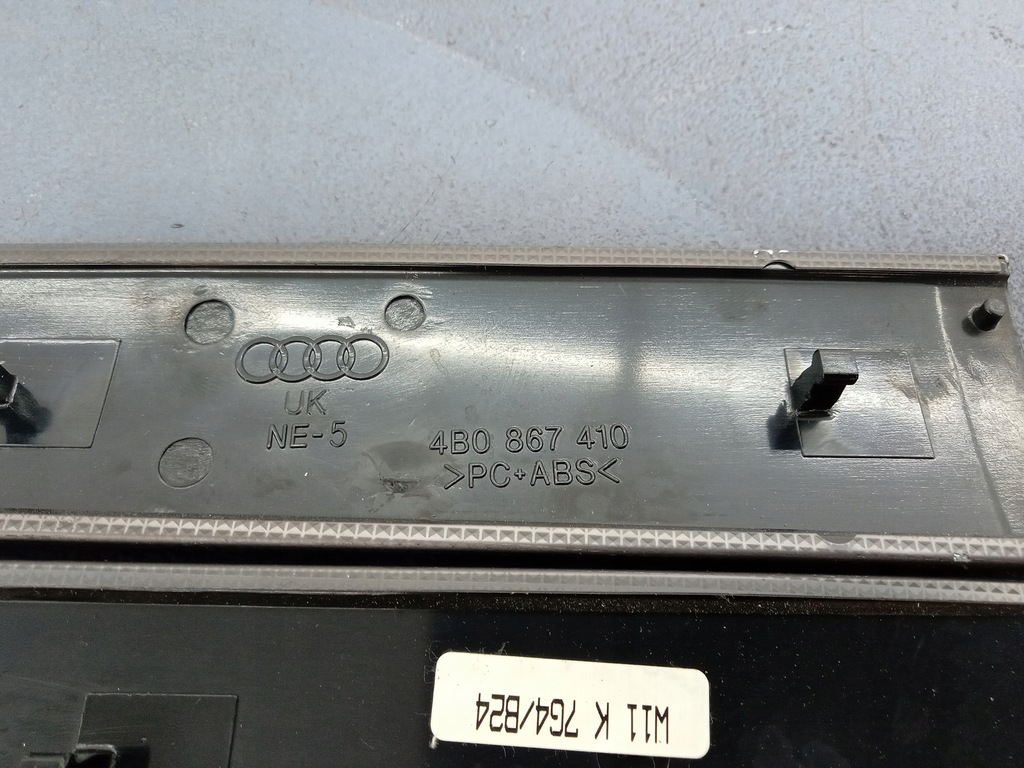 UK
NE-5
4B0 867 410
>PC+ABS<
W11 K 7G4/B24